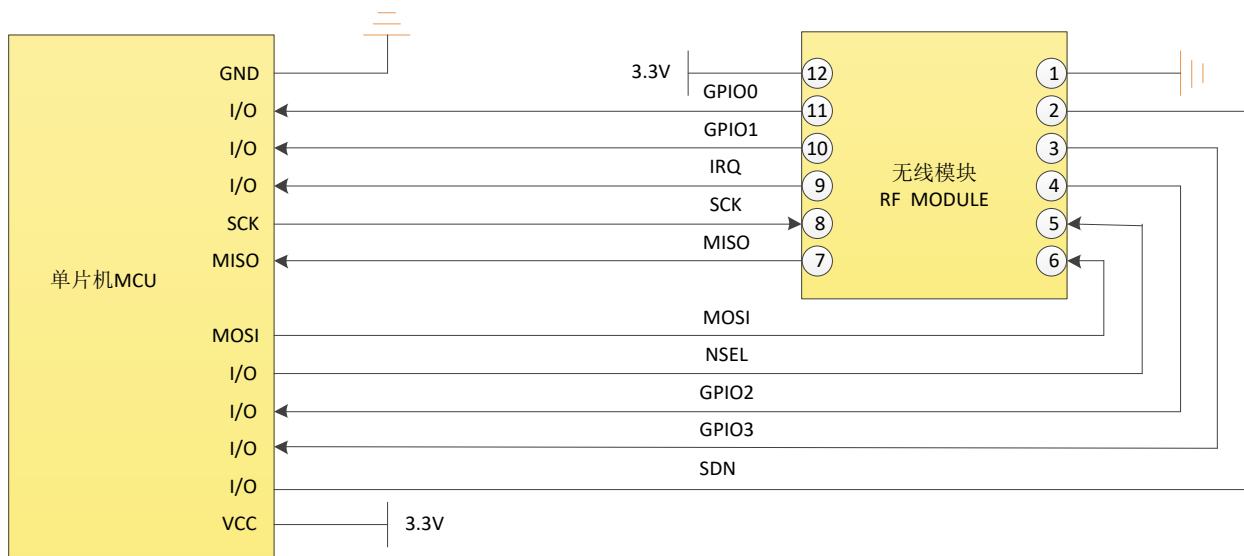 GND
3.3V
12
1
GPIO0
I/O
11
2
GPIO1
I/O
10
3
无线模块
RF MODULE
IRQ
I/O
9
4
SCK
SCK
8
5
MISO
MISO
7
6
单片机MCU
MOSI
MOSI
NSEL
I/O
GPIO2
I/O
GPIO3
I/O
SDN
I/O
VCC
3.3V